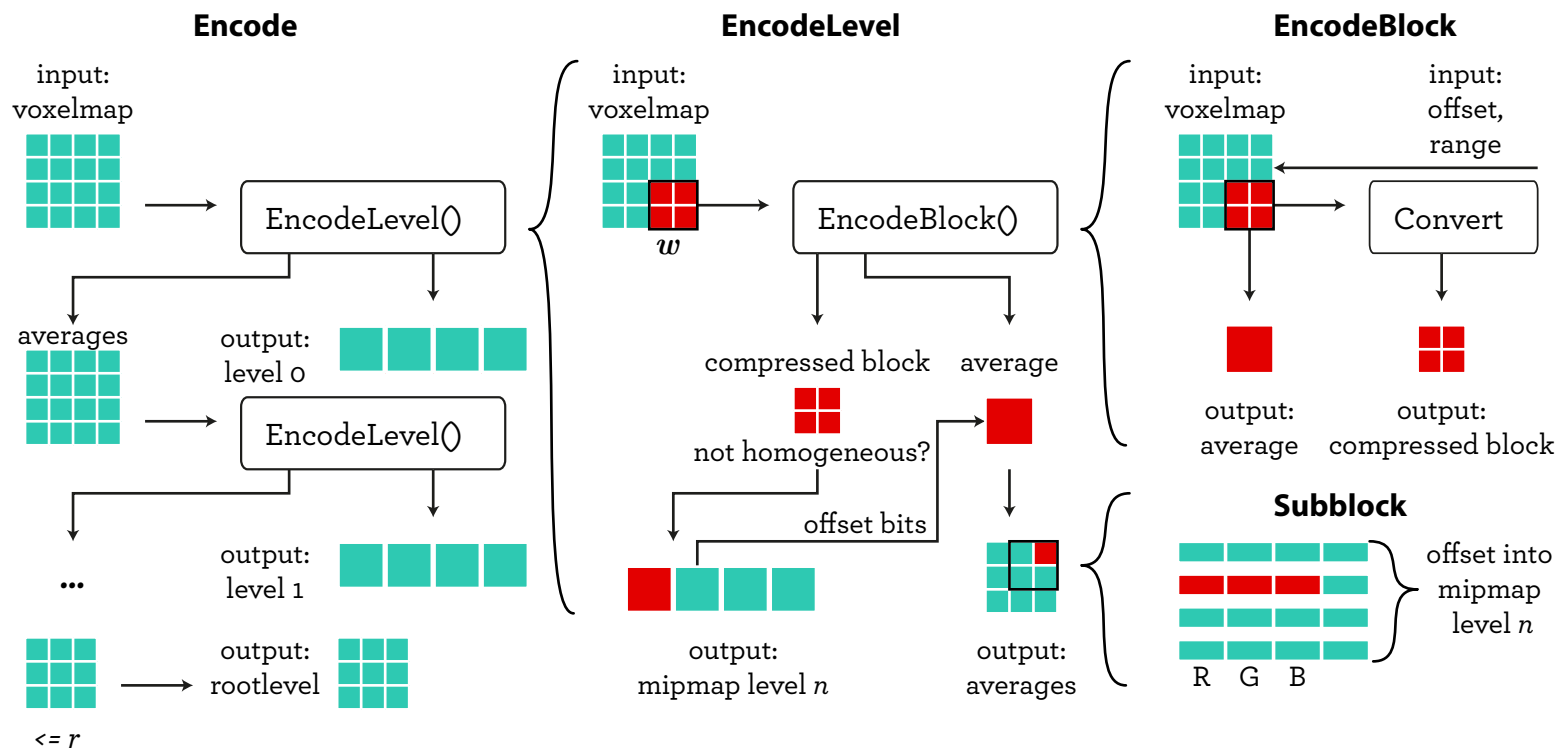 Encode
input:
voxelmap
EncodeLevel()
averages
output:
level 0
EncodeLevel()
...
output:
level 1
output:
rootlevel
<= r
EncodeLevel
input:
voxelmap
w
EncodeBlock()
compressed block
average
not homogeneous?
offset bits
output:
mipmap level n
output:
averages
EncodeBlock
input:
voxelmap
input:
offset,
range
Convert
output:
average
output:
compressed block
Subblock
offset into
mipmap
level n
R G B